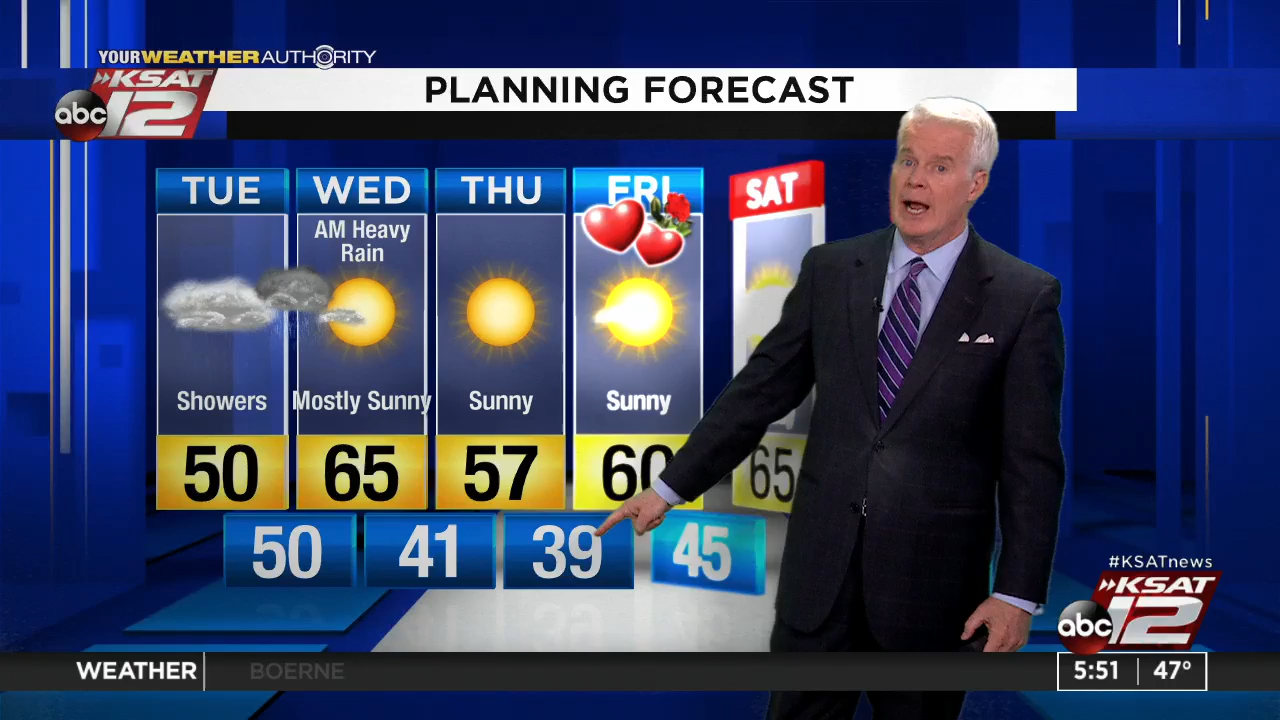 YOURWEATHERAUTHORITY
KSAT
abc 12
PLANNING FORECAST
TUE WED THU FRI SAT
AM Heavy
Rain
Showers Mostly Sunny Sunny Sunny
50 65 57 60 65
50 41 39 45
#KSATnews
KSAT
abc 12
WEATHER BOERNE 5:51 47°